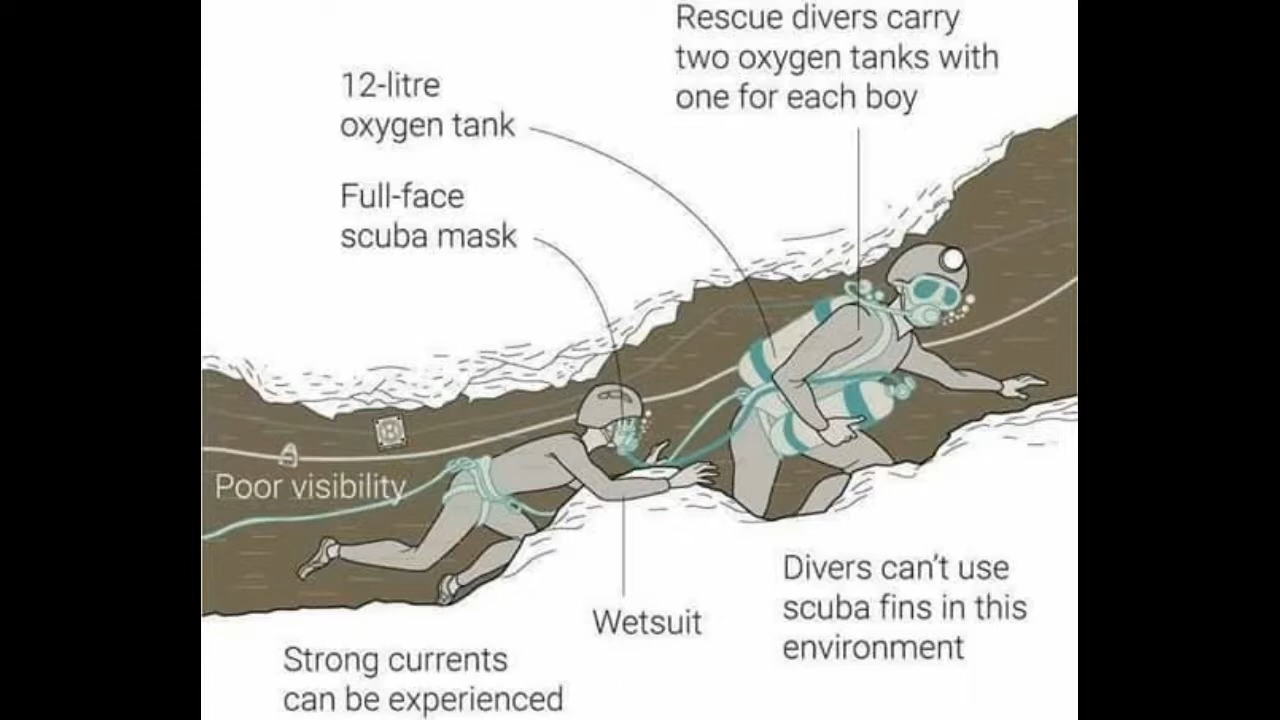 Rescue divers carry
two oxygen tanks with
one for each boy
12-litre
oxygen tank
Full-face
scuba mask
Poor visibility
Divers can’t use
scuba fins in this
environment
Wetsuit
Strong currents
can be experienced